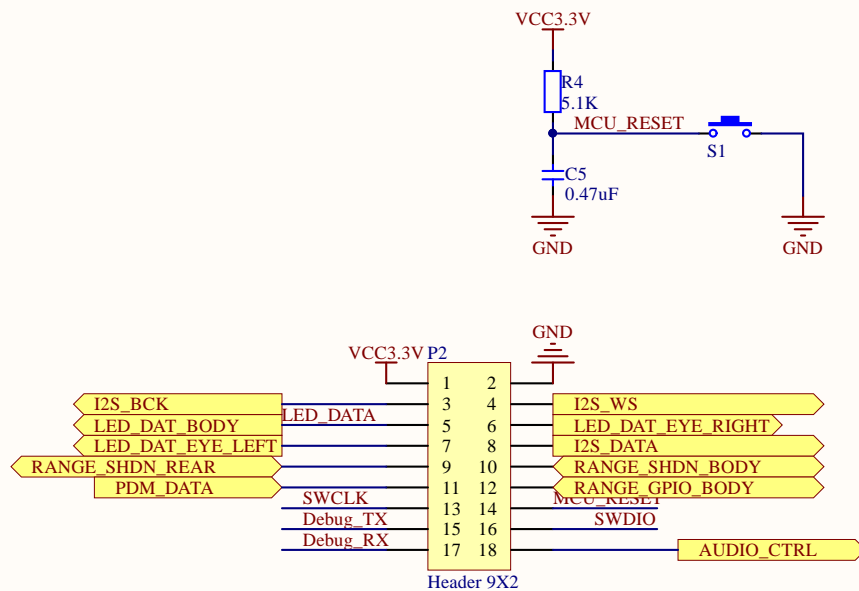 VCC3.3V
R4
5.1K
MCU_RESET
S1
C5
0.47uF
GND
GND
GND
VCC3.3V P2
1 2
I2S_BCK 3 4 I2S_WS
LED_DATA
LED_DAT_BODY 5 6 LED_DAT_EYE_RIGHT
LED_DAT_EYE_LEFT 7 8 I2S_DATA
RANGE_SHDN_REAR 9 10 RANGE_SHDN_BODY
PDM_DATA 11 12 RANGE_GPIO_BODY
SWCLK 13 14 MCU_RESET
Debug_TX 15 16 SWDIO
Debug_RX 17 18 AUDIO_CTRL
Header 9X2